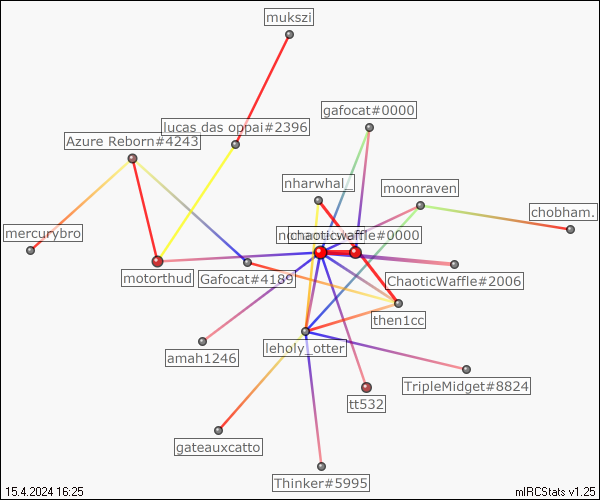 mukszi
gafocat#0000
lucas das oppai#2396
Azure Reborn#4243
nharwhal_
moonraven
chobham.
mercurybro
chaoticwaffle#0000
motorthud
Gafocat#4189
ChaoticWaffle#2006
then1cc
leholy_otter
amah1246
TripleMidget#8824
tt532
gateauxcatto
Thinker#5995
15.4.2024 16:25
mIRCStats v1.25